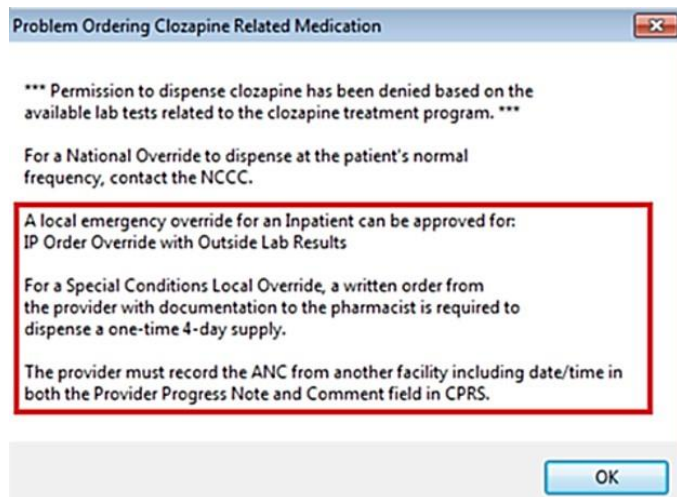 Problem Ordering Clozapine Related Medication
*** Permission to dispense clozapine has been denied based on the
available lab tests related to the clozapine treatment program. ***
For a National Override to dispense at the patient's normal
frequency, contact the NCCC.
A local emergency override for an Inpatient can be approved for:
IP Order Override with Outside Lab Results
For a Special Conditions Local Override, a written order from
the provider with documentation to the pharmacist is required to
dispense a one-time 4-day supply.
The provider must record the ANC from another facility including date/time in
both the Provider Progress Note and Comment field in CPRS.
OK